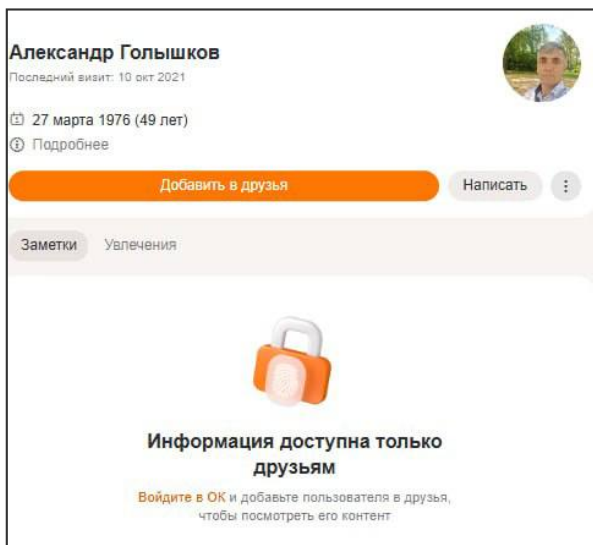 Александр Голышков
Последний визит: 10 окт 2021
27 марта 1976 (49 лет)
Подробнее
Добавить в друзья
Написать
Заметки
Увлечения
Информация доступна только
друзьям
Войдите в ОК и добавьте пользователя в друзья,
чтобы посмотреть его контент